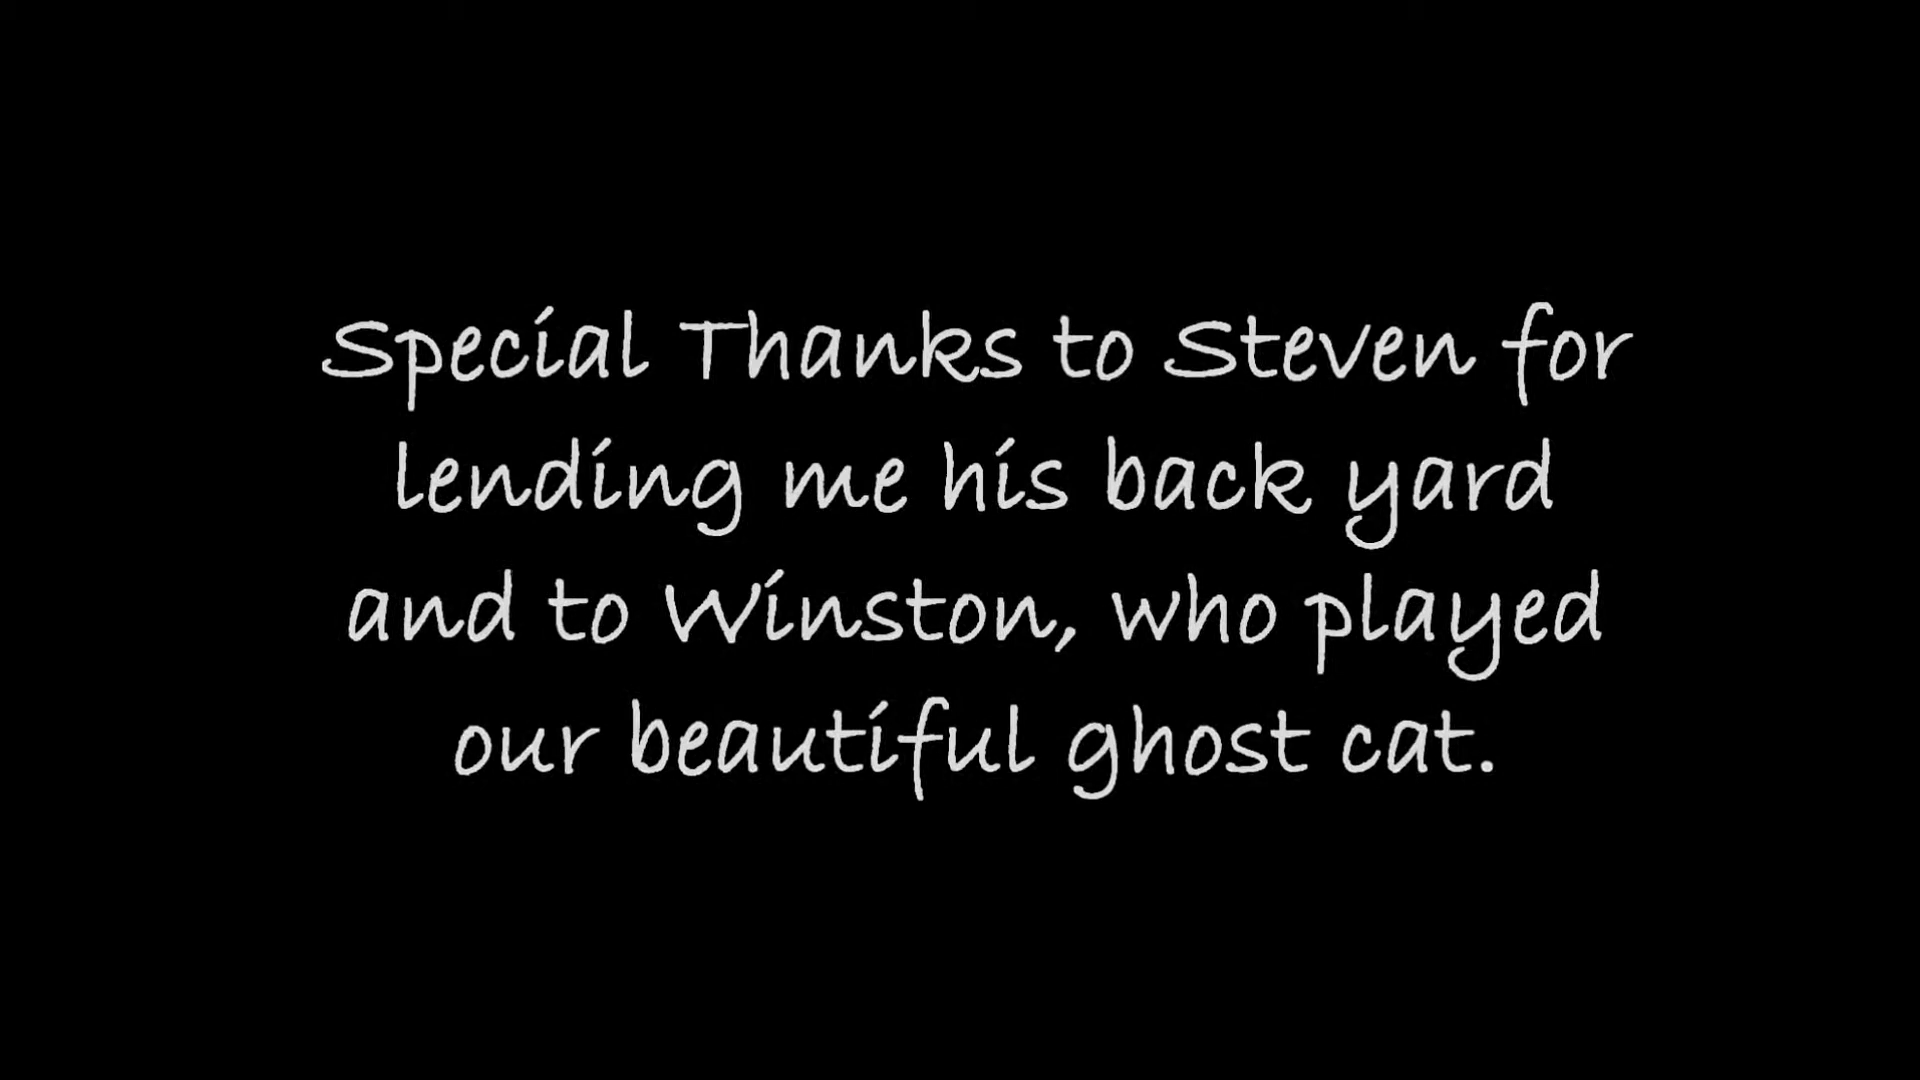 Special Thanks to Steven for
lending me his back yard
and to Winston, who played
our beautiful ghost cat.